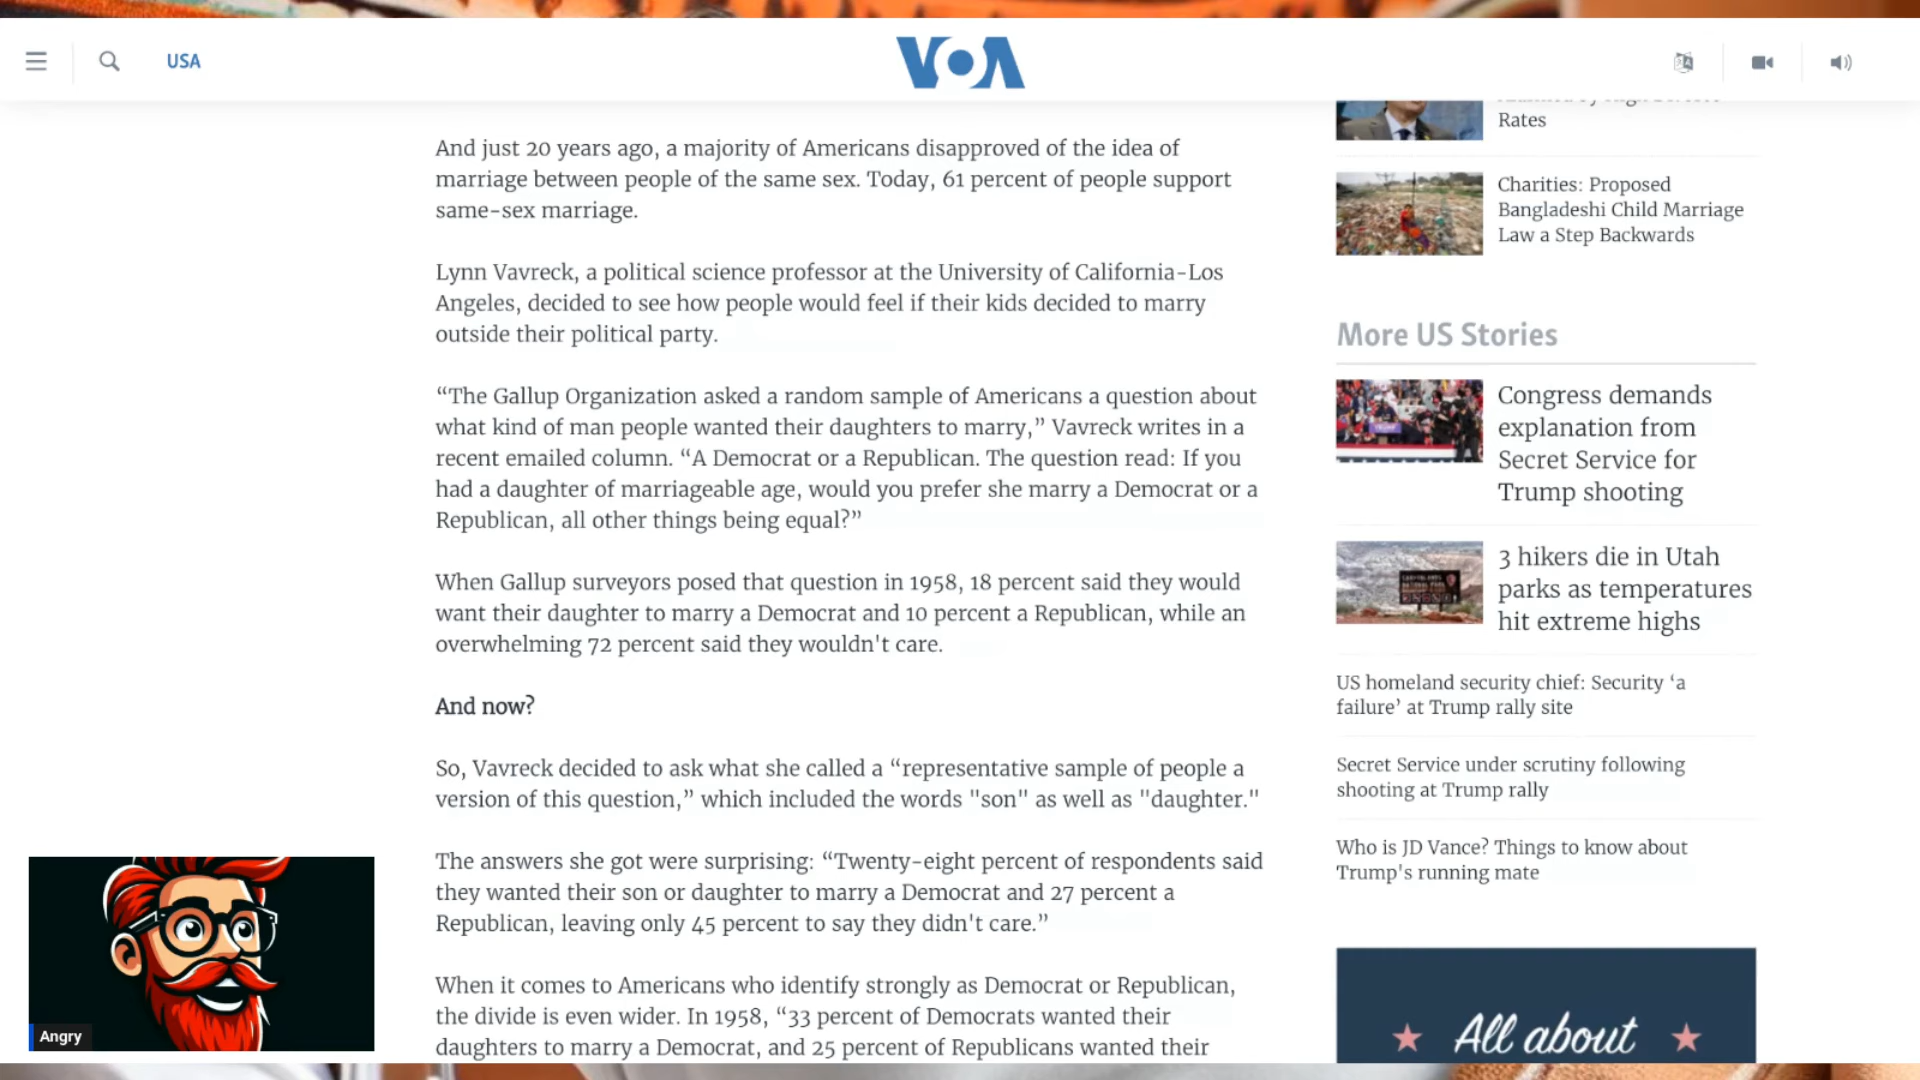 USA
VOA
And just 20 years ago, a majority of Americans disapproved of the idea of
marriage between people of the same sex. Today, 61 percent of people support
same-sex marriage.
Lynn Vavreck, a political science professor at the University of California-Los
Angeles, decided to see how people would feel if their kids decided to marry
outside their political party.
“The Gallup Organization asked a random sample of Americans a question about
what kind of man people wanted their daughters to marry,” Vavreck writes in a
recent emailed column. “A Democrat or a Republican. The question read: If you
had a daughter of marriageable age, would you prefer she marry a Democrat or a
Republican, all other things being equal?”
When Gallup surveyors posed that question in 1958, 18 percent said they would
want their daughter to marry a Democrat and 10 percent a Republican, while an
overwhelming 72 percent said they wouldn't care.
And now?
So, Vavreck decided to ask what she called a “representative sample of people a
version of this question,” which included the words "son" as well as "daughter."
The answers she got were surprising: “Twenty-eight percent of respondents said
they wanted their son or daughter to marry a Democrat and 27 percent a
Republican, leaving only 45 percent to say they didn't care.”
When it comes to Americans who identify strongly as Democrat or Republican,
the divide is even wider. In 1958, “33 percent of Democrats wanted their
daughters to marry a Democrat, and 25 percent of Republicans wanted their
Rates
Charities: Proposed
Bangladeshi Child Marriage
Law a Step Backwards
More US Stories
Congress demands
explanation from
Secret Service for
Trump shooting
3 hikers die in Utah
parks as temperatures
hit extreme highs
US homeland security chief: Security ‘a
failure’ at Trump rally site
Secret Service under scrutiny following
shooting at Trump rally
Who is JD Vance? Things to know about
Trump's running mate
All about
Angry